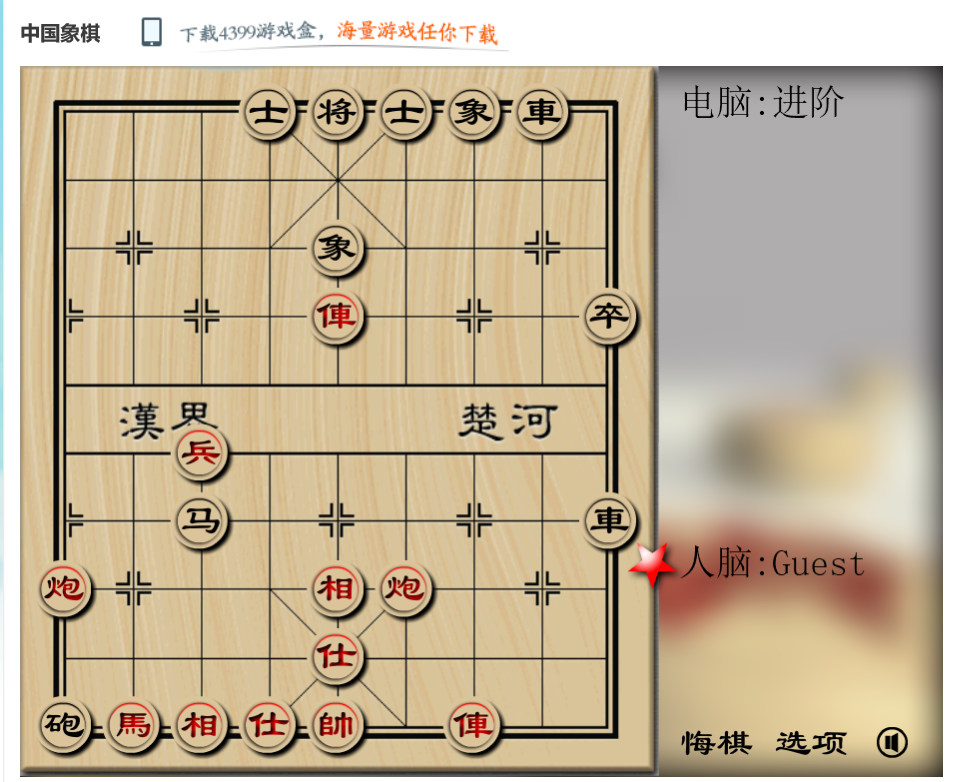 中国象棋 下载4399游戏盒，海量游戏任你下载
士 将 士 象 車 电脑:进阶
象
俥 卒
漢界 楚河
兵
马 車
炮 相 炮 人脑:Guest
仕
砲 馬 相 仕 帥 俥 悔棋 选项